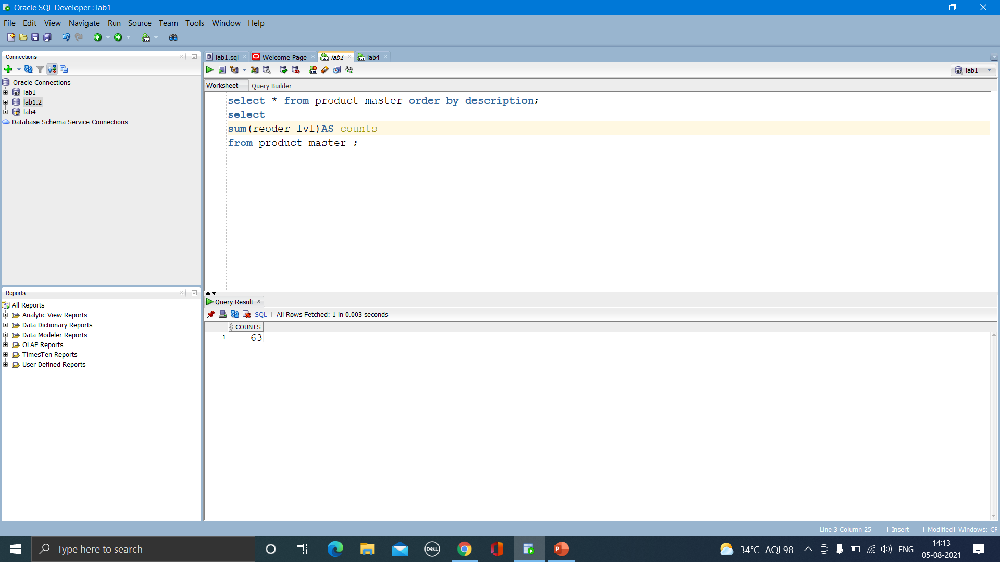 Oracle SQL Developer : lab1
File Edit View Navigate Run Source Team Tools Window Help
Connections
Oracle Connections
lab1
lab1.2
lab4
Database Schema Service Connections
Reports
All Reports
Analytic View Reports
Data Dictionary Reports
Data Modeler Reports
OLAP Reports
TimesTen Reports
User Defined Reports
lab1.sql Welcome Page lab1 lab4
lab1
Worksheet Query Builder
select * from product_master order by description;
select
sum(reoder_lvl)AS counts
from product_master ;
Query Result
SQL All Rows Fetched: 1 in 0.003 seconds
COUNTS
1 63
Line 3 Column 25 Insert Modified Windows: CR
Type here to search
DELL
34°C AQI 98 ENG
14:13
05-08-2021